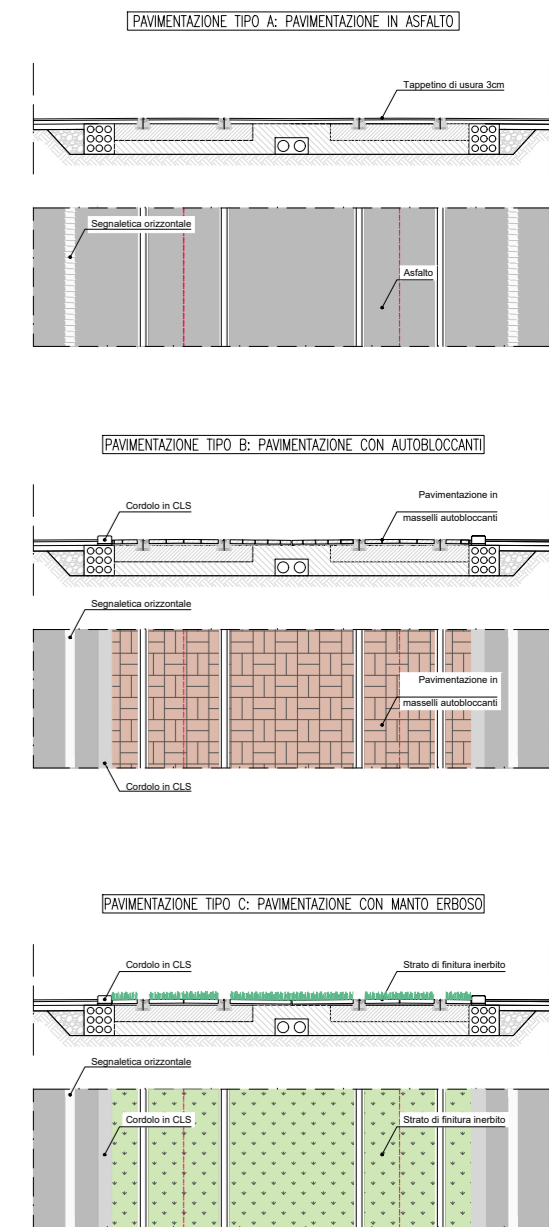 PAVIMENTAZIONE TIPO A: PAVIMENTAZIONE IN ASFALTO
Tappetino di usura 3cm
Segnaletica orizzontale
Asfalto
PAVIMENTAZIONE TIPO B: PAVIMENTAZIONE CON AUTOBLOCCANTI
Cordolo in CLS
Pavimentazione in
masselli autobloccanti
Segnaletica orizzontale
Pavimentazione in
masselli autobloccanti
Cordolo in CLS
PAVIMENTAZIONE TIPO C: PAVIMENTAZIONE CON MANTO ERBOSO
Cordolo in CLS
Strato di finitura inerbito
Segnaletica orizzontale
Cordolo in CLS
Strato di finitura inerbito